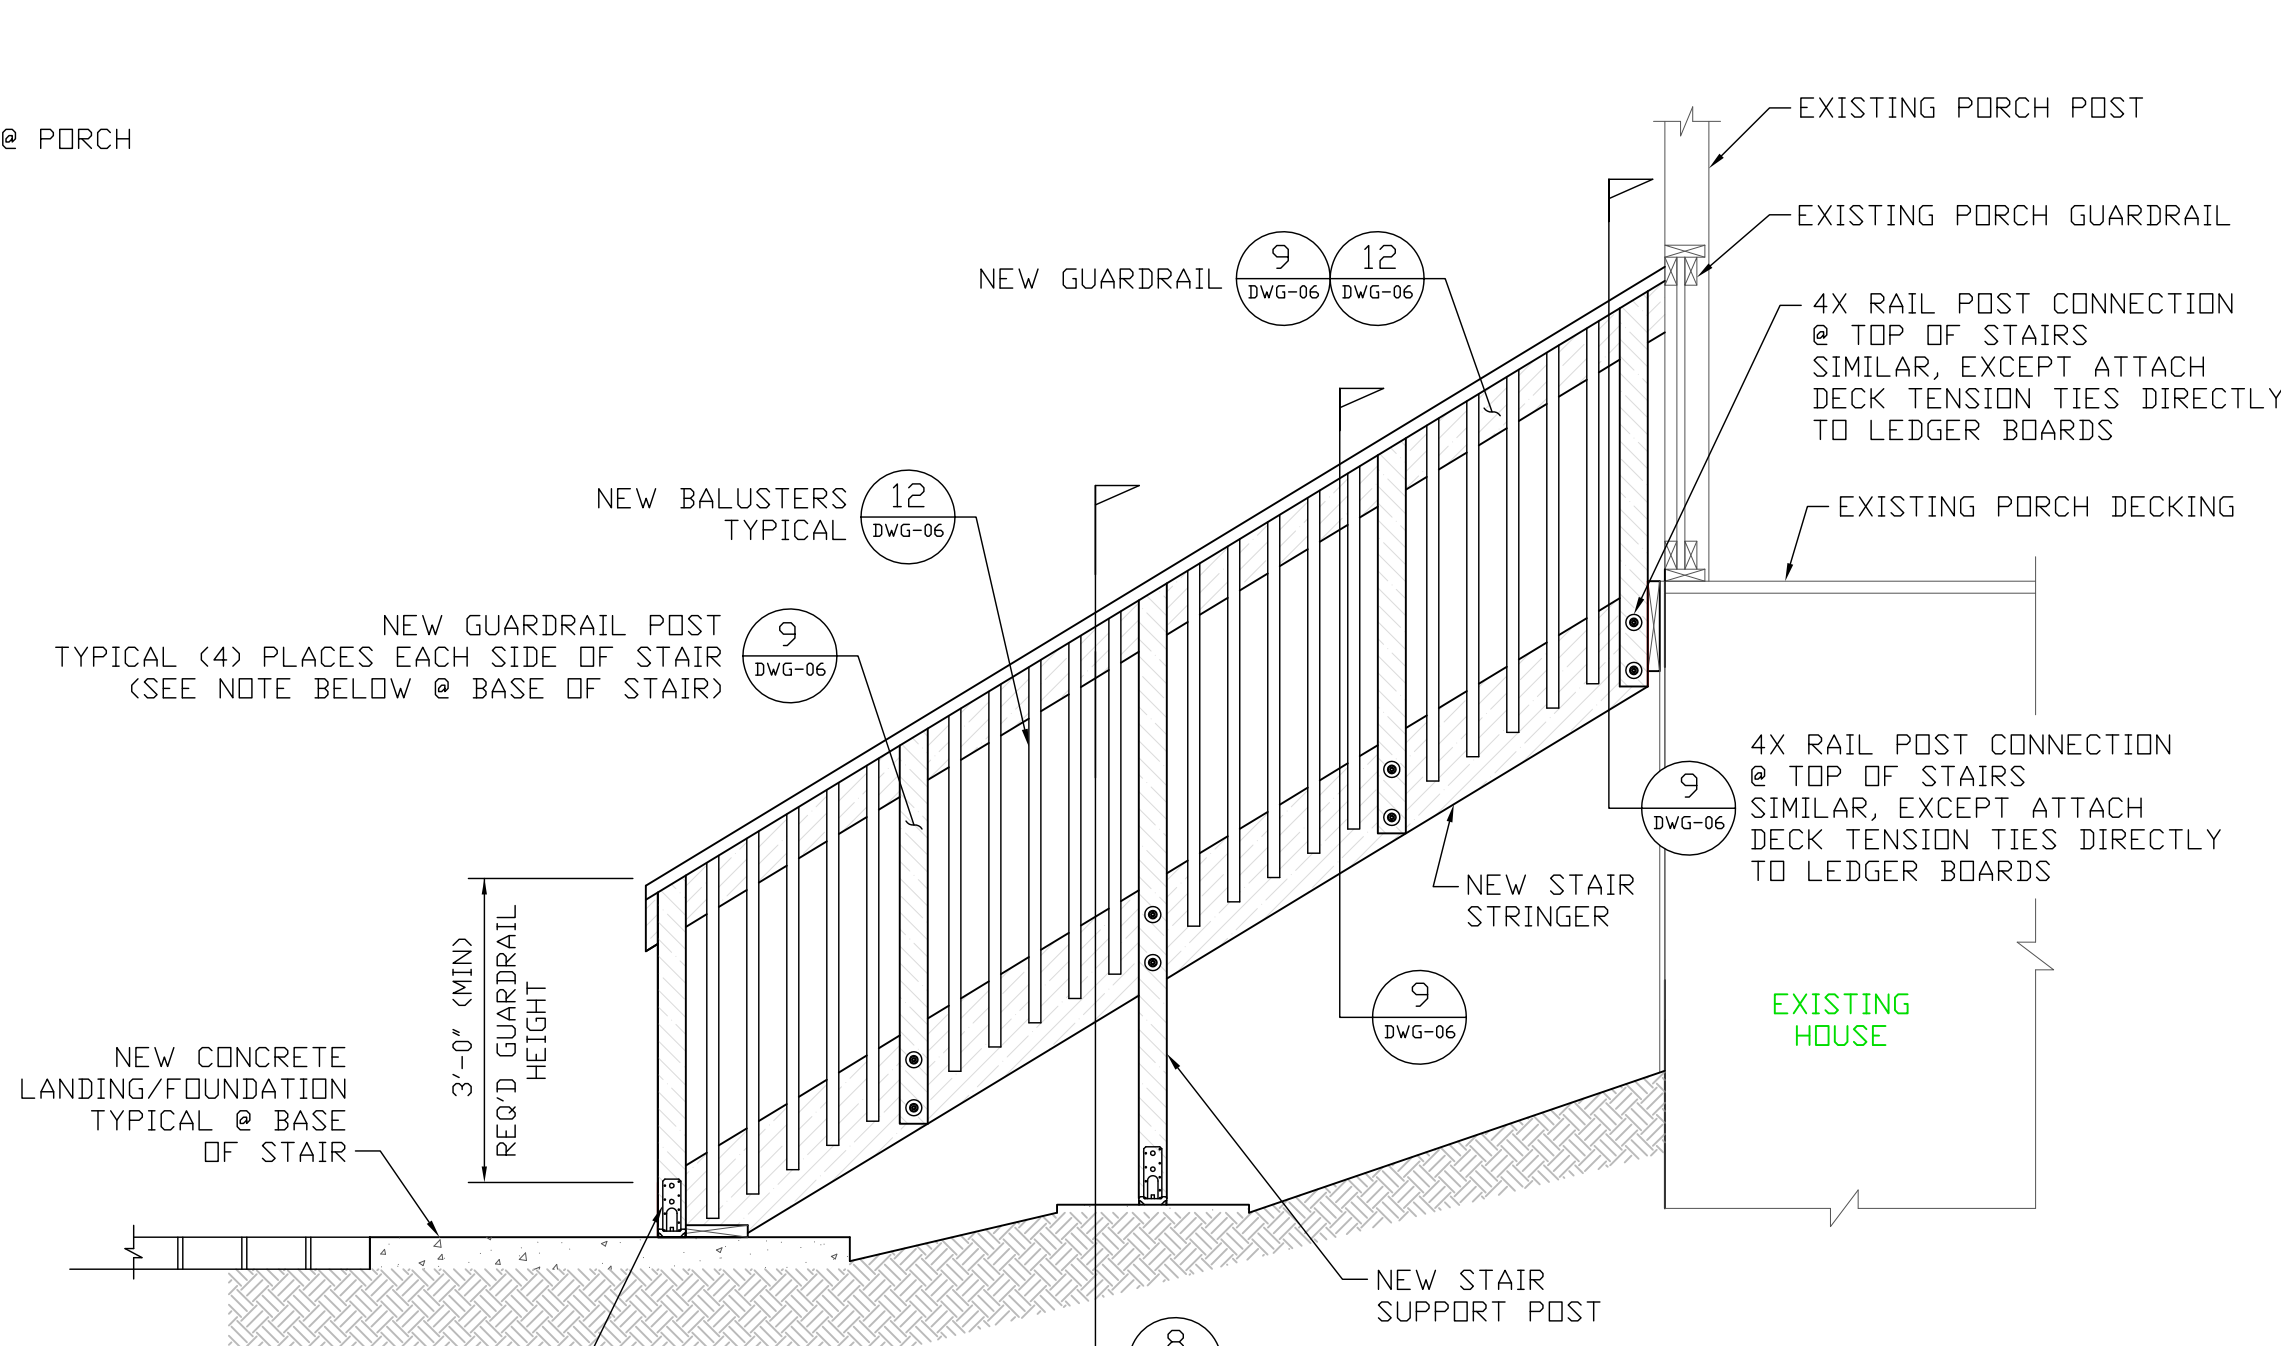 @ PORCH
EXISTING PORCH POST
EXISTING PORCH GUARDRAIL
NEW GUARDRAIL
9
DWG-06
12
DWG-06
4X RAIL POST CONNECTION
@ TOP OF STAIRS
SIMILAR, EXCEPT ATTACH
DECK TENSION TIES DIRECTLY
TO LEDGER BOARDS
NEW BALUSTERS
TYPICAL
12
DWG-06
EXISTING PORCH DECKING
NEW GUARDRAIL POST
TYPICAL (4) PLACES EACH SIDE OF STAIR
(SEE NOTE BELOW @ BASE OF STAIR)
9
DWG-06
9
DWG-06
4X RAIL POST CONNECTION
@ TOP OF STAIRS
SIMILAR, EXCEPT ATTACH
DECK TENSION TIES DIRECTLY
TO LEDGER BOARDS
NEW STAIR
STRINGER
3'-0" (MIN)
REQ'D GUARDRAIL
HEIGHT
9
DWG-06
EXISTING
HOUSE
NEW CONCRETE
LANDING/FOUNDATION
TYPICAL @ BASE
OF STAIR
NEW STAIR
SUPPORT POST
8